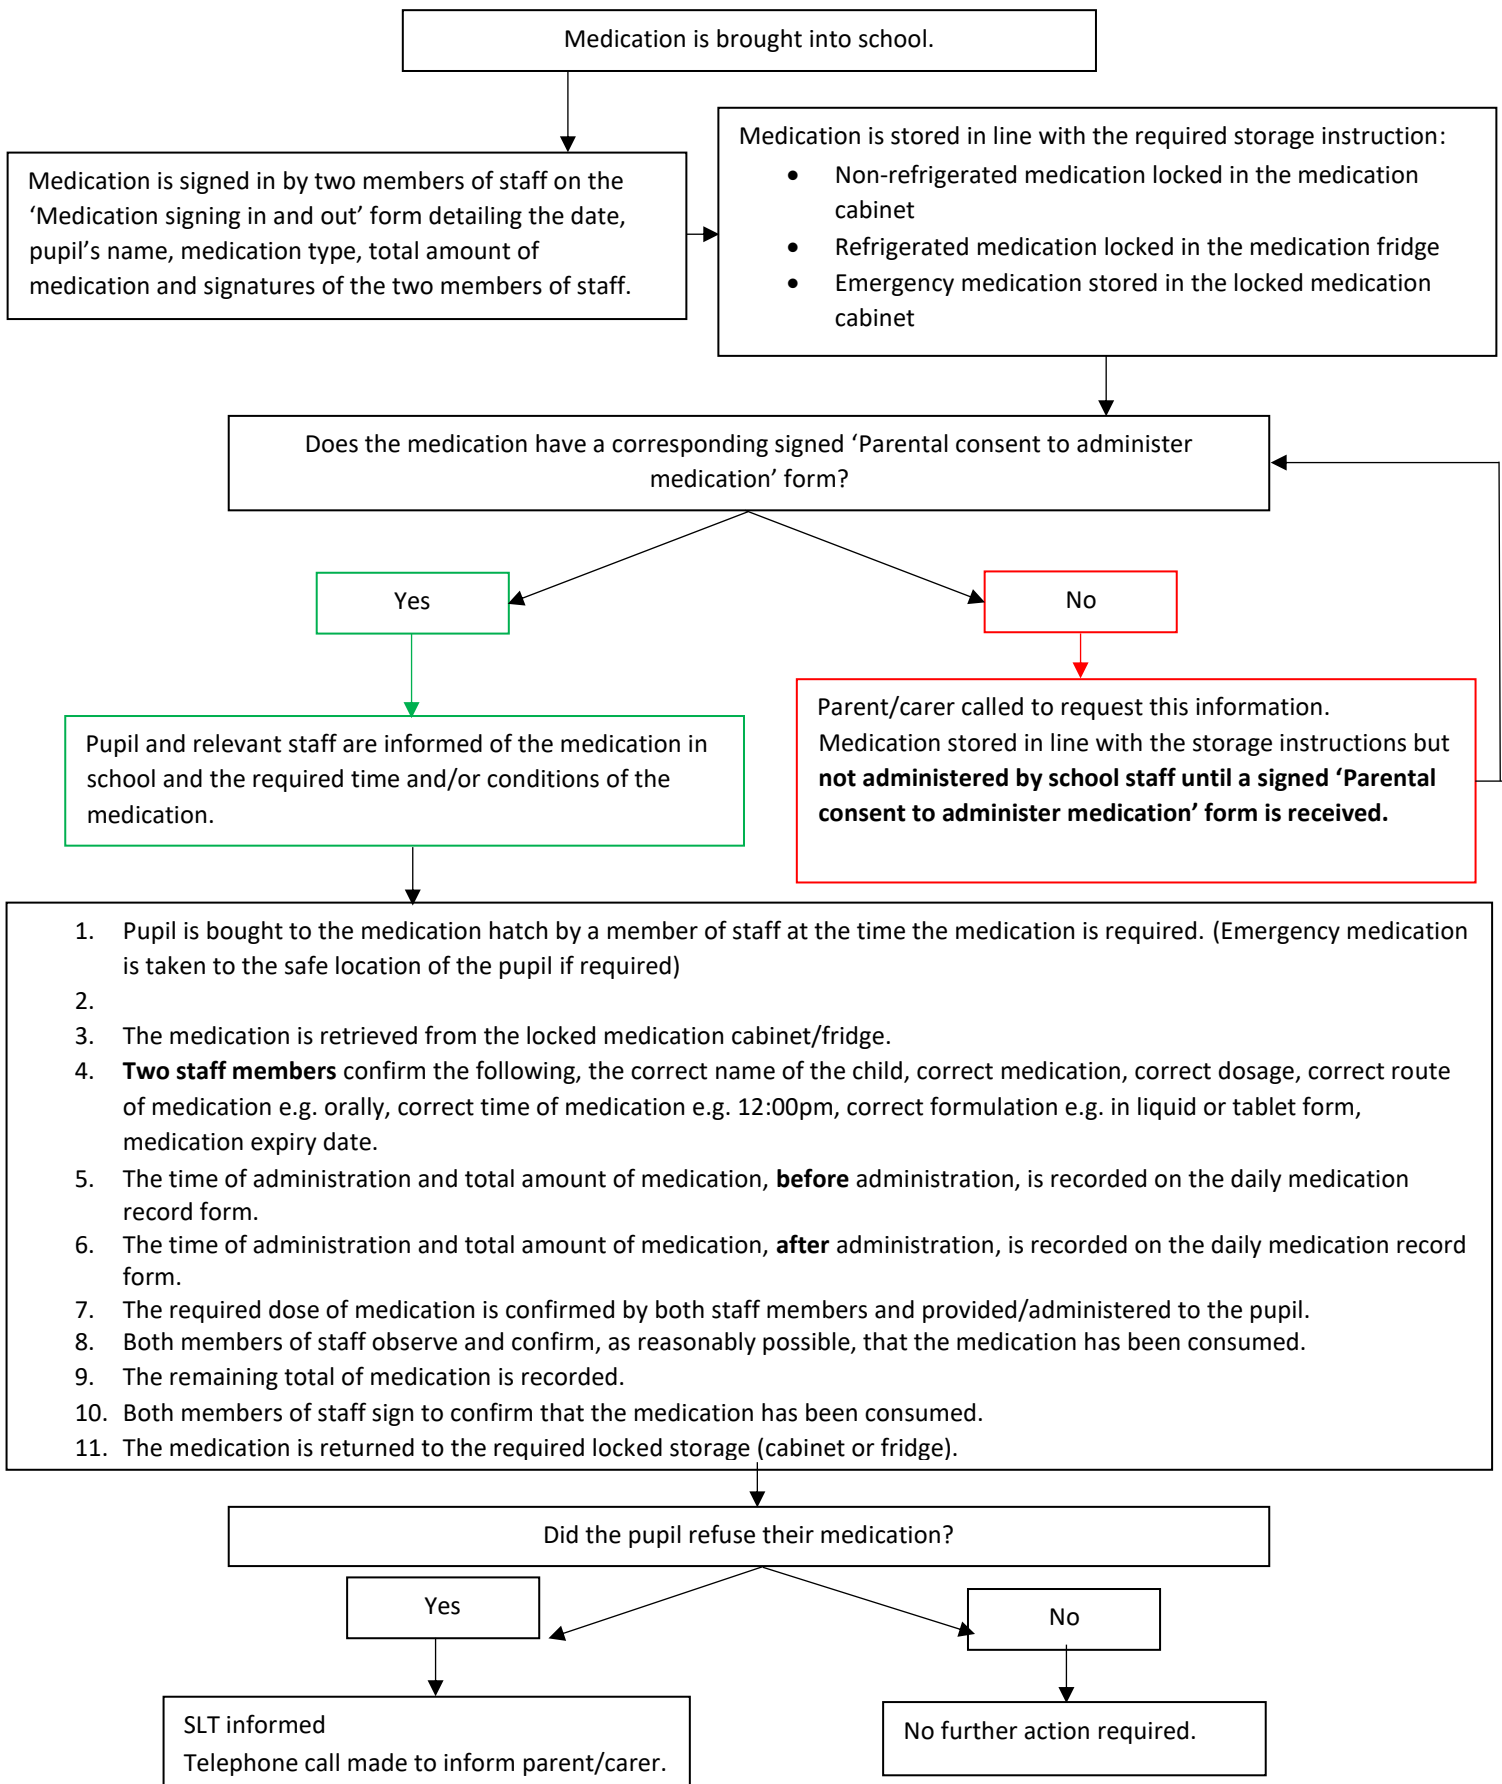 Medication is brought into school.
Medication is signed in by two members of staff on the
‘Medication signing in and out’ form detailing the date,
pupil’s name, medication type, total amount of
medication and signatures of the two members of staff.
Medication is stored in line with the required storage instruction:
• Non-refrigerated medication locked in the medication
cabinet
• Refrigerated medication locked in the medication fridge
• Emergency medication stored in the locked medication
cabinet
Does the medication have a corresponding signed ‘Parental consent to administer
medication’ form?
Yes
No
Pupil and relevant staff are informed of the medication in
school and the required time and/or conditions of the
medication.
Parent/carer called to request this information.
Medication stored in line with the storage instructions but
not administered by school staff until a signed ‘Parental
consent to administer medication’ form is received.
1. Pupil is bought to the medication hatch by a member of staff at the time the medication is required. (Emergency medication
is taken to the safe location of the pupil if required)
2.
3. The medication is retrieved from the locked medication cabinet/fridge.
4. Two staff members confirm the following, the correct name of the child, correct medication, correct dosage, correct route
of medication e.g. orally, correct time of medication e.g. 12:00pm, correct formulation e.g. in liquid or tablet form,
medication expiry date.
5. The time of administration and total amount of medication, before administration, is recorded on the daily medication
record form.
6. The time of administration and total amount of medication, after administration, is recorded on the daily medication record
form.
7. The required dose of medication is confirmed by both staff members and provided/administered to the pupil.
8. Both members of staff observe and confirm, as reasonably possible, that the medication has been consumed.
9. The remaining total of medication is recorded.
10. Both members of staff sign to confirm that the medication has been consumed.
11. The medication is returned to the required locked storage (cabinet or fridge).
Did the pupil refuse their medication?
Yes
No
SLT informed
Telephone call made to inform parent/carer.
No further action required.